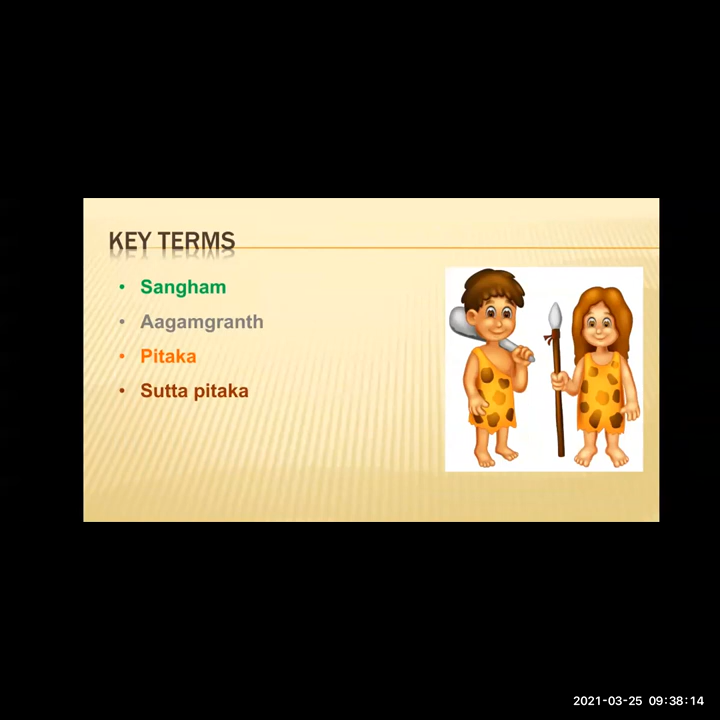 KEY TERMS
• Sangham
• Aagamgranth
• Pitaka
• Sutta pitaka
2021-03-25 09:38:14